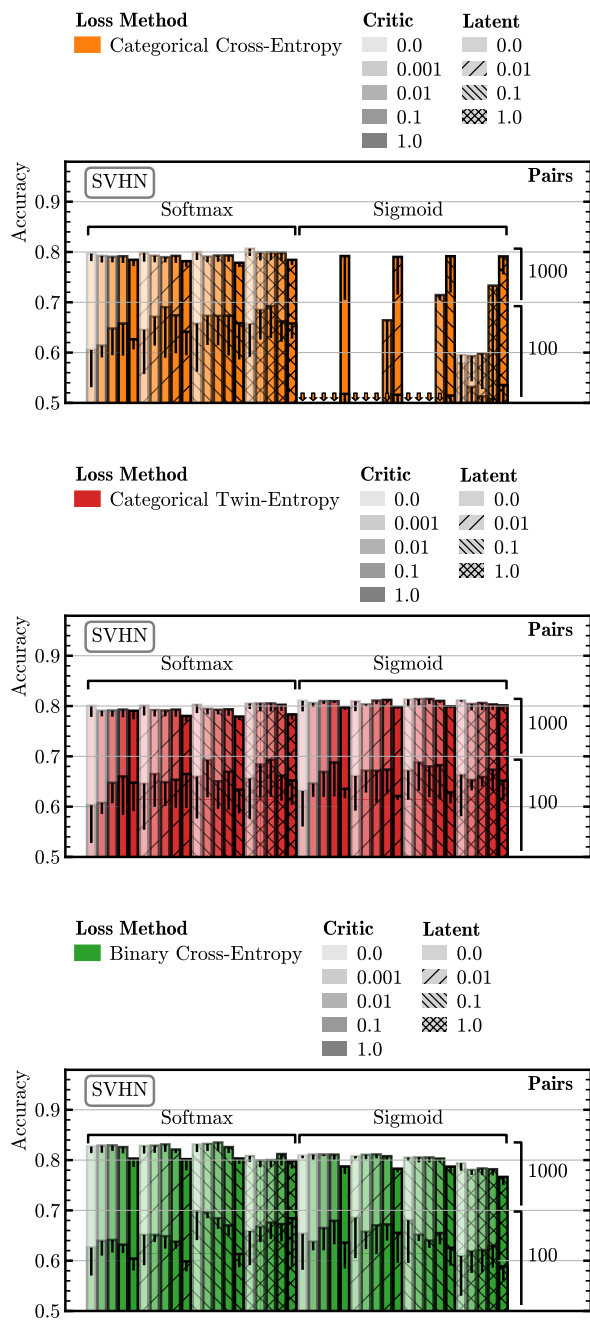 Loss Method Critic Latent
Categorical Cross-Entropy 0.0 0.0
0.001 0.01
0.01 0.1
0.1 1.0
1.0
SVHN Pairs
Softmax Sigmoid
Accuracy
0.9
0.8
0.7
0.6
0.5
1000
100
Loss Method Critic Latent
Categorical Twin-Entropy 0.0 0.0
0.001 0.01
0.01 0.1
0.1 1.0
1.0
SVHN Pairs
Softmax Sigmoid
Accuracy
0.9
0.8
0.7
0.6
0.5
1000
100
Loss Method Critic Latent
Binary Cross-Entropy 0.0 0.0
0.001 0.01
0.01 0.1
0.1 1.0
1.0
SVHN Pairs
Softmax Sigmoid
Accuracy
0.9
0.8
0.7
0.6
0.5
1000
100